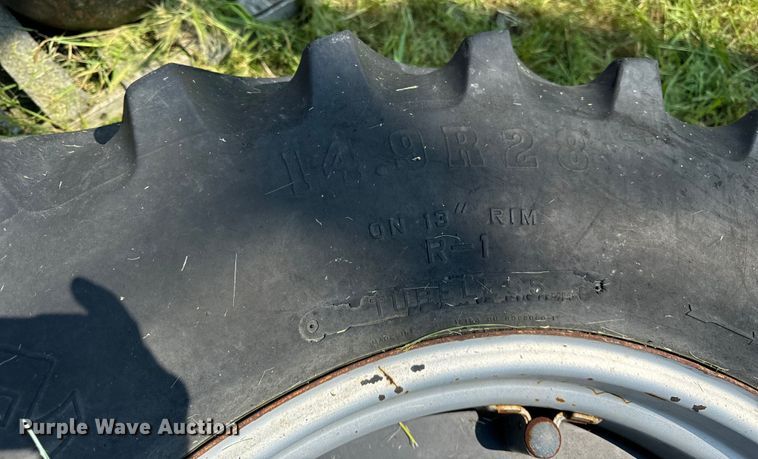 14.9R28
ON 13" RIM
R-1
Purple Wave Auction®